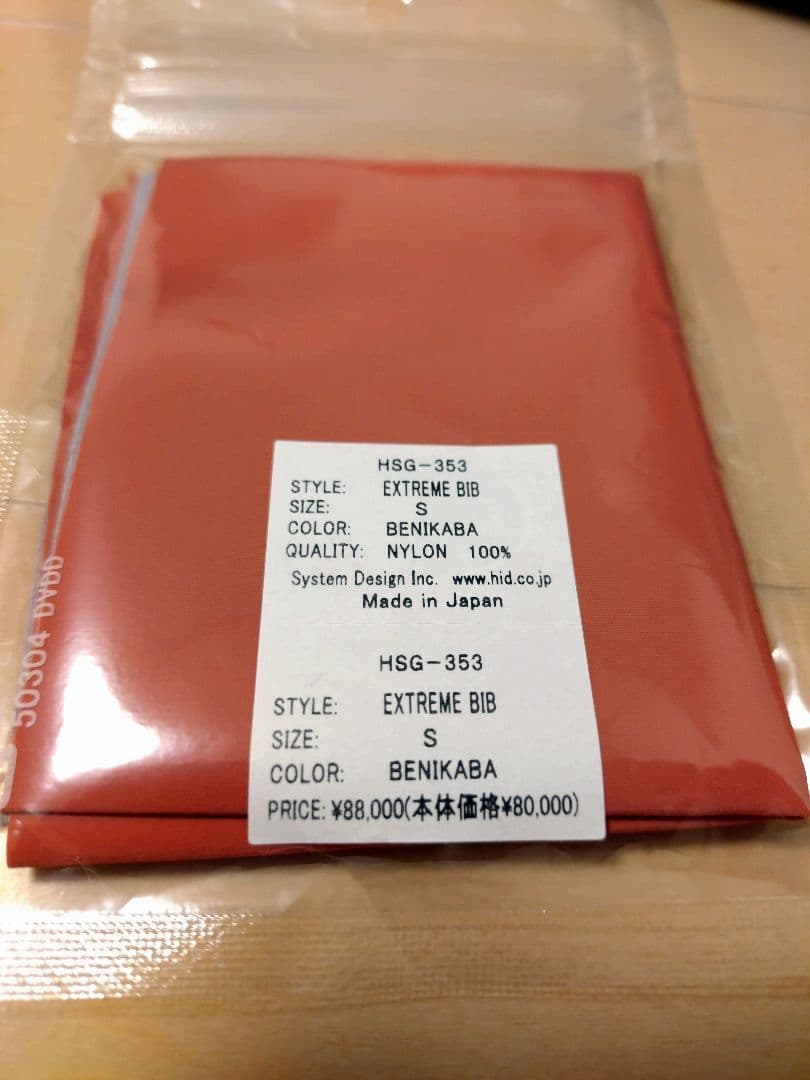 HSG-353
STYLE: EXTREME BIB
SIZE: S
COLOR: BENIKABA
QUALITY: NYLON 100%
System Design Inc. www.hid.co.jp
Made in Japan
HSG-353
STYLE: EXTREME BIB
SIZE: S
COLOR: BENIKABA
PRICE: ¥88,000(本体価格¥80,000)
50304 DVDD